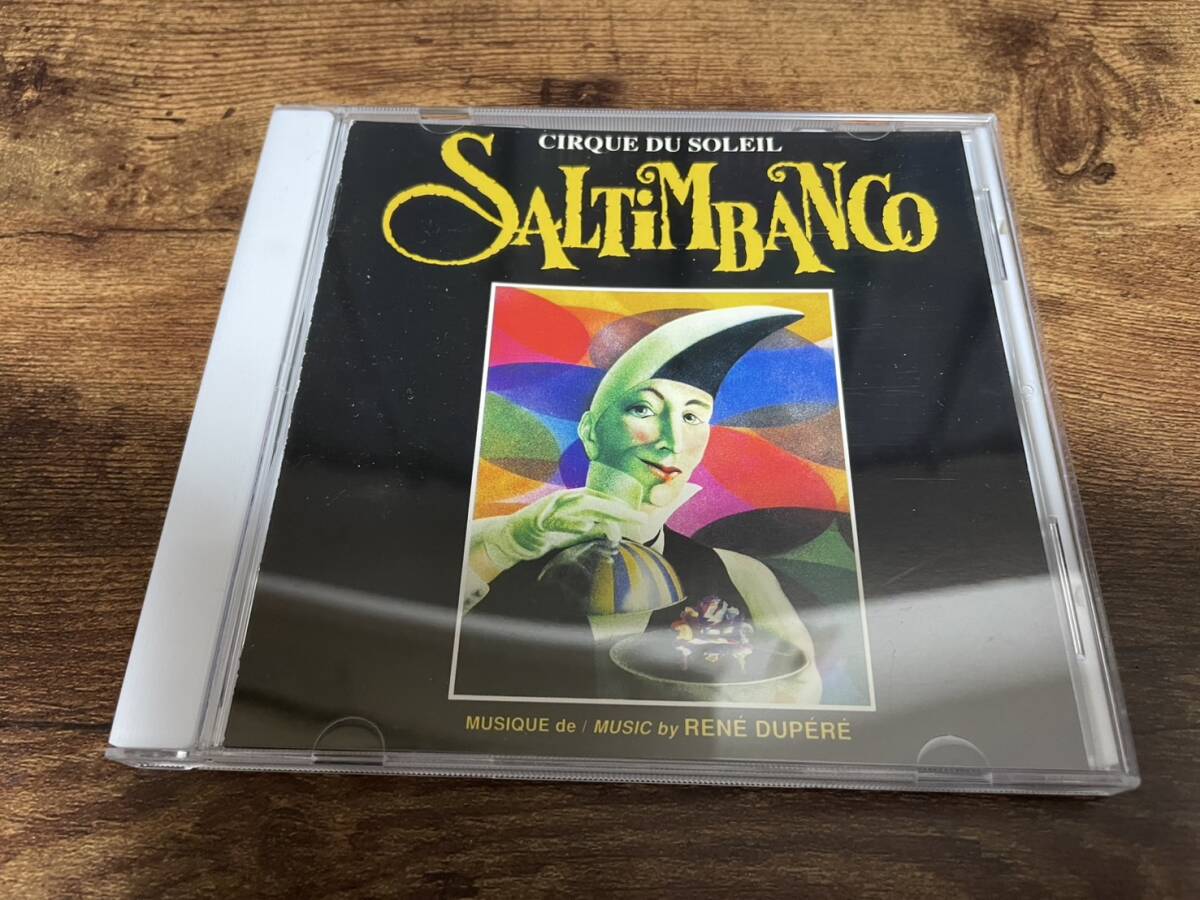 CIRQUE DU SOLEIL
SALTiMBANCO
MUSIQUE de / MUSIC by RENÉ DUPÉRÉ